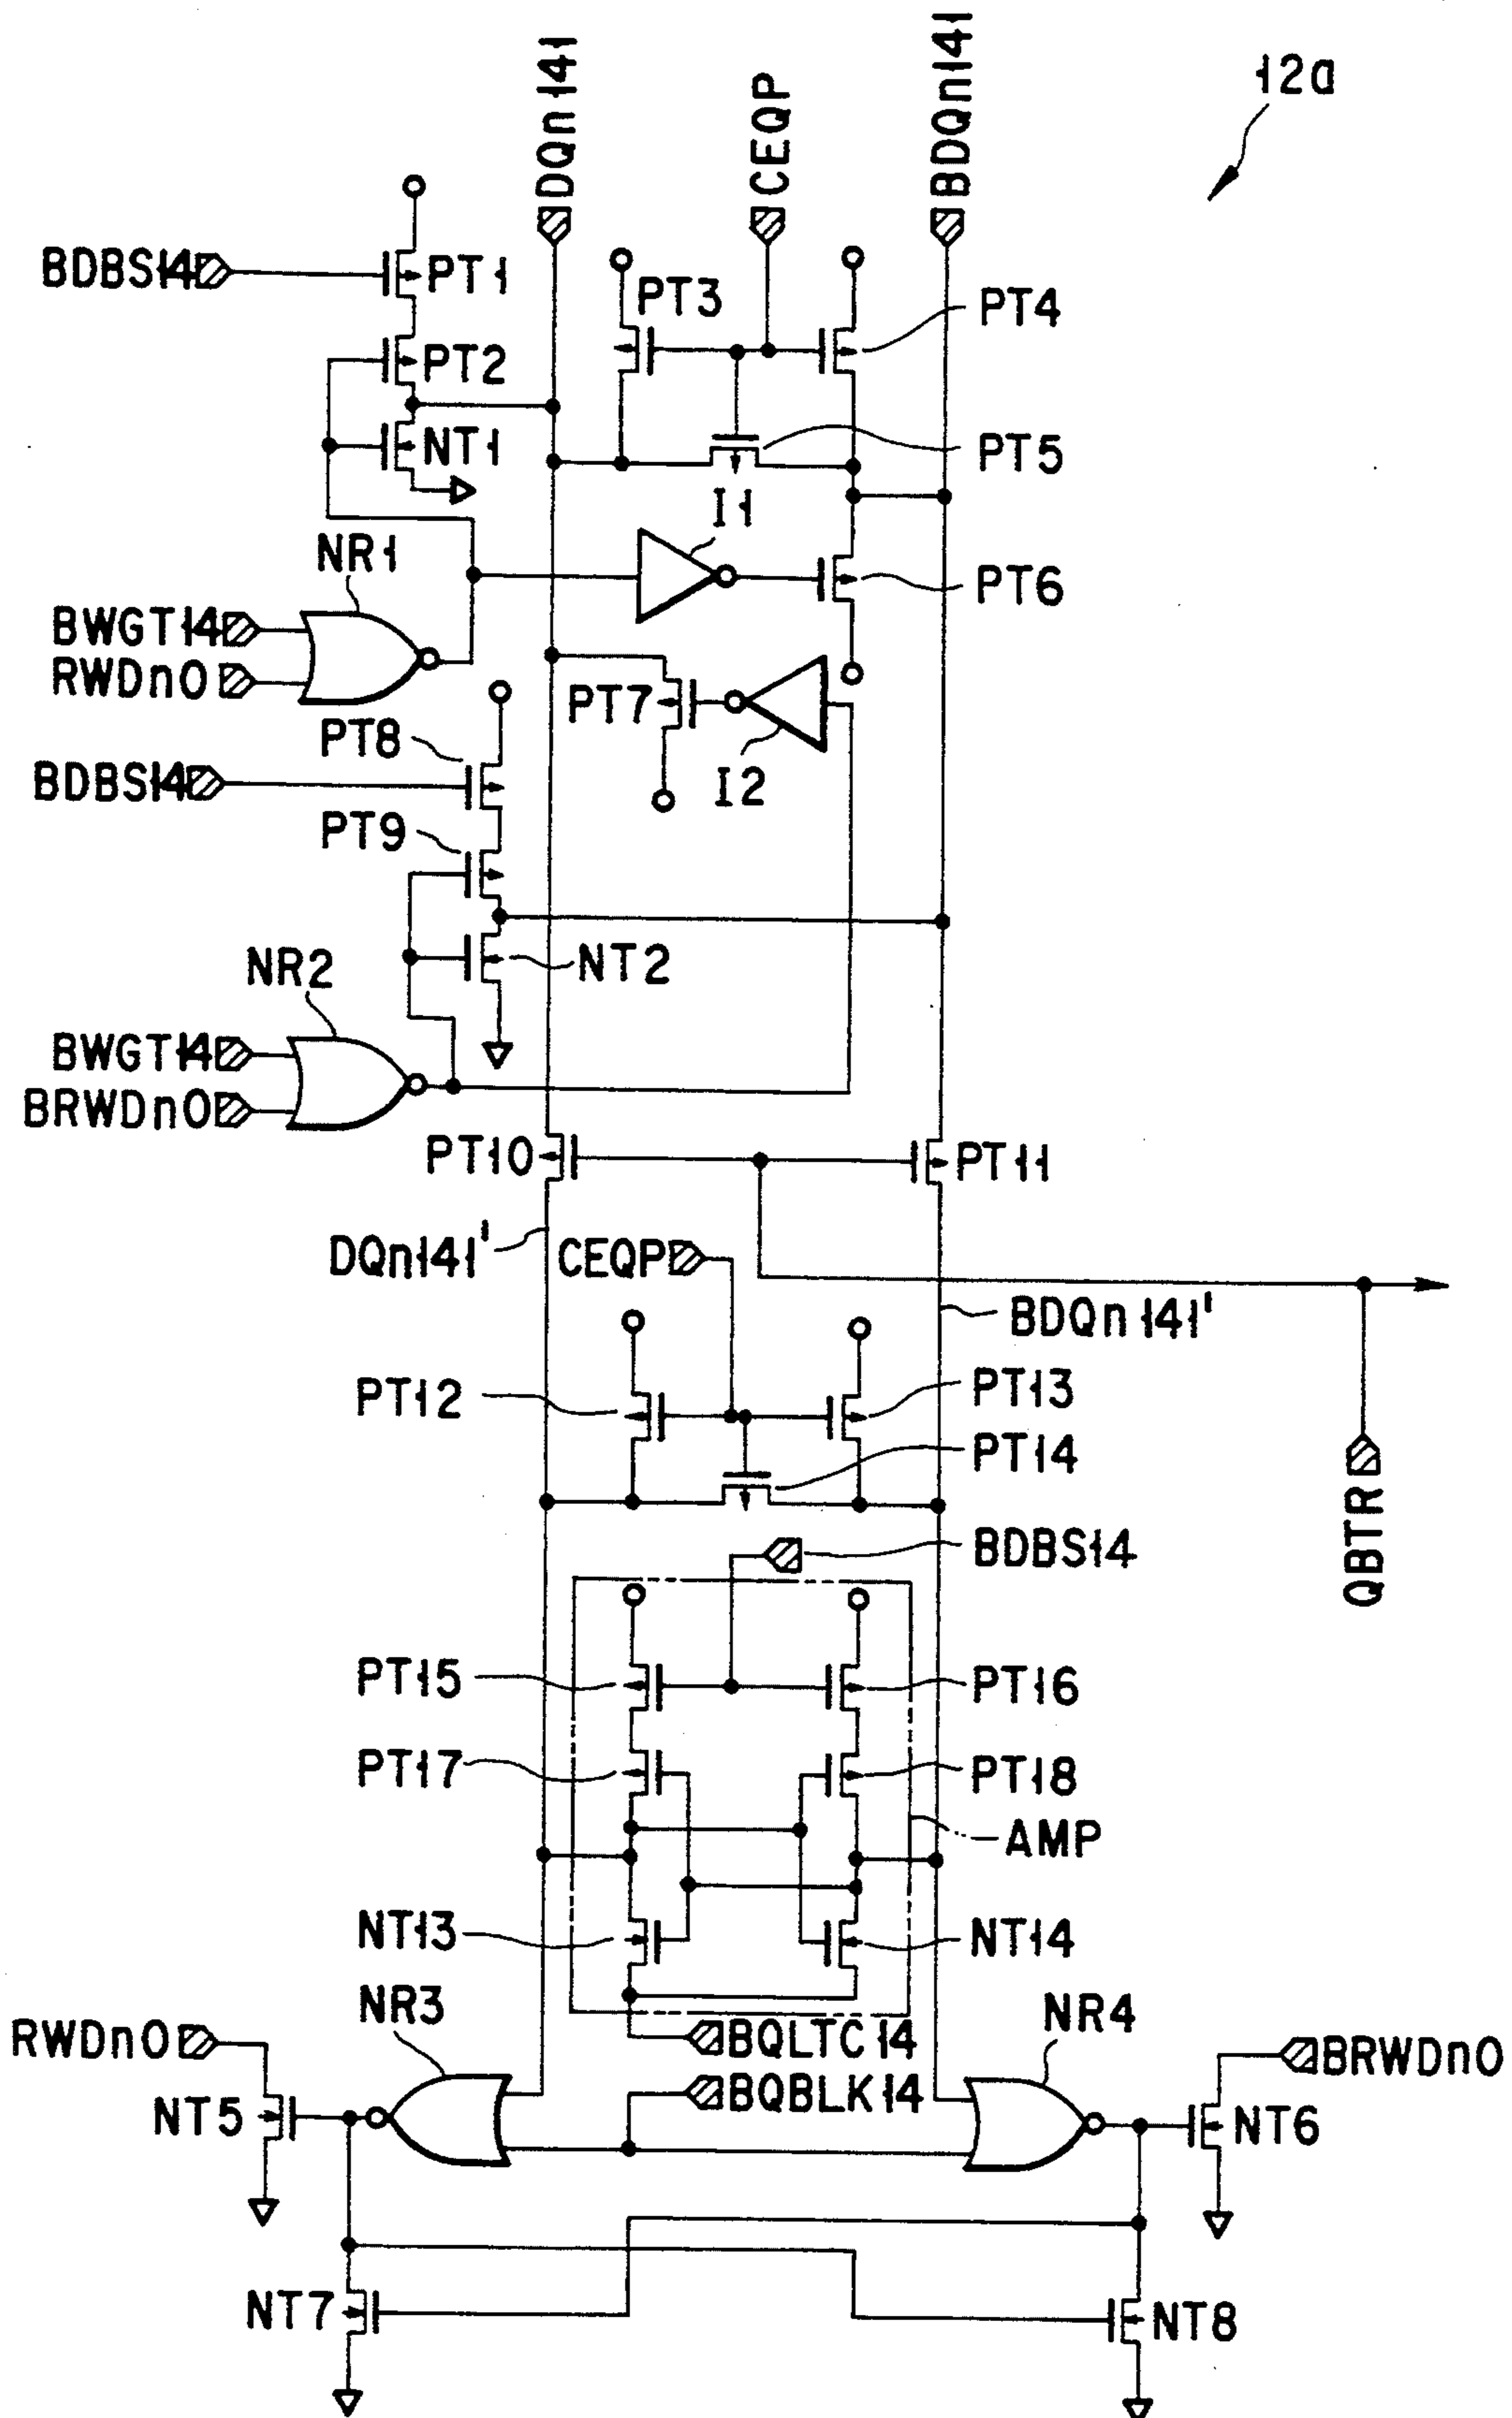 12a
DQn141
CEQP
BDQn141
BDBS14
PT1
PT3
PT4
PT2
NT1
PT5
I1
NR1
PT6
BWGT14
RWDn0
PT7
PT8
I2
BDBS14
PT9
NT2
NR2
BWGT14
BRWDn0
PT10
PT11
DQn141'
CEQP
BDQn141'
PT12
PT13
PT14
QBTR
BDBS14
PT15
PT16
PT17
PT18
AMP
NT13
NT14
NR3
NR4
RWDn0
BQLTC14
BRWDn0
BQBLK14
NT5
NT6
NT7
NT8